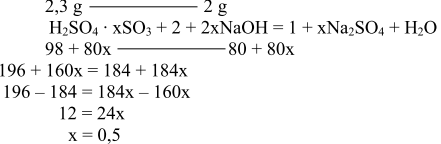 2,3 g ————— 2 g
H₂SO₄ · xSO₃ + 2 + 2xNaOH = 1 + xNa₂SO₄ + H₂O
98 + 80x ————— 80 + 80x
196 + 160x = 184 + 184x
196 – 184 = 184x – 160x
12 = 24x
x = 0,5